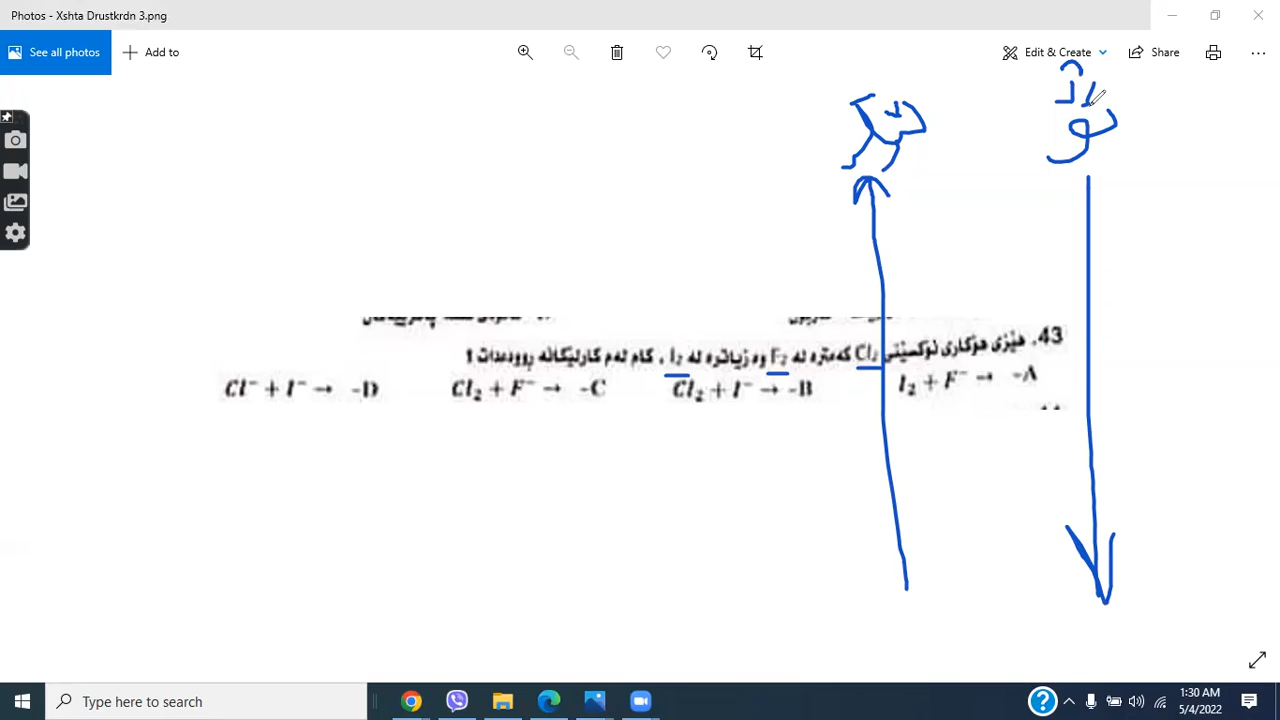 Photos - Xshta Drustkrdn 3.png
See all photos
Add to
Edit & Create
Share
43. هێزی هۆکاری ئۆکسێنی Cl₂ کەمترە لە F₂ وە زیاترە لە I₂ ، کام لەم کارلێکانە ڕوودەدات ؟
I₂ + F⁻ → -A Cl₂ + I⁻ → -B Cl₂ + F⁻ → -C Cl⁻ + I⁻ → -D
Type here to search
1:30 AM
5/4/2022